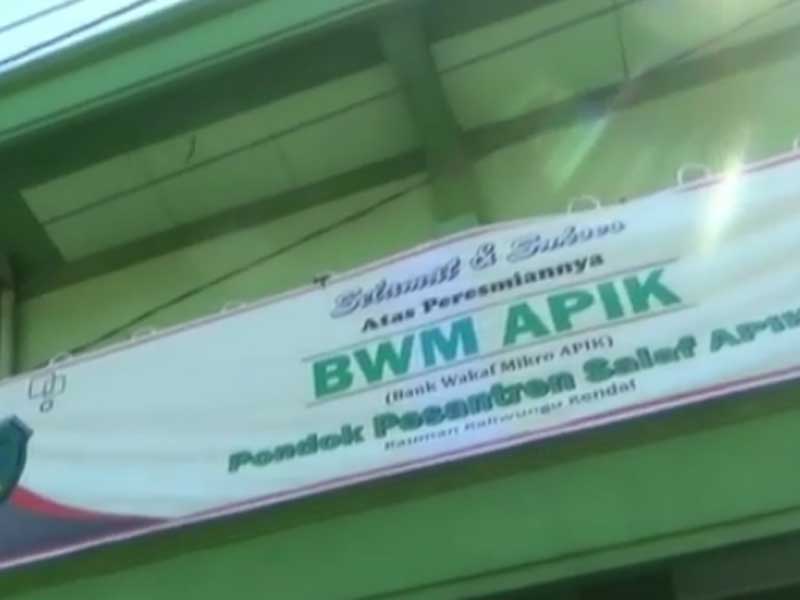 Selamat & Sukses
Atas Peresmiannya
BWM APIK
(Bank Wakaf Mikro APIK)
Pondok Pesantren Salaf APIK
Kauman Kaliwungu Kendal